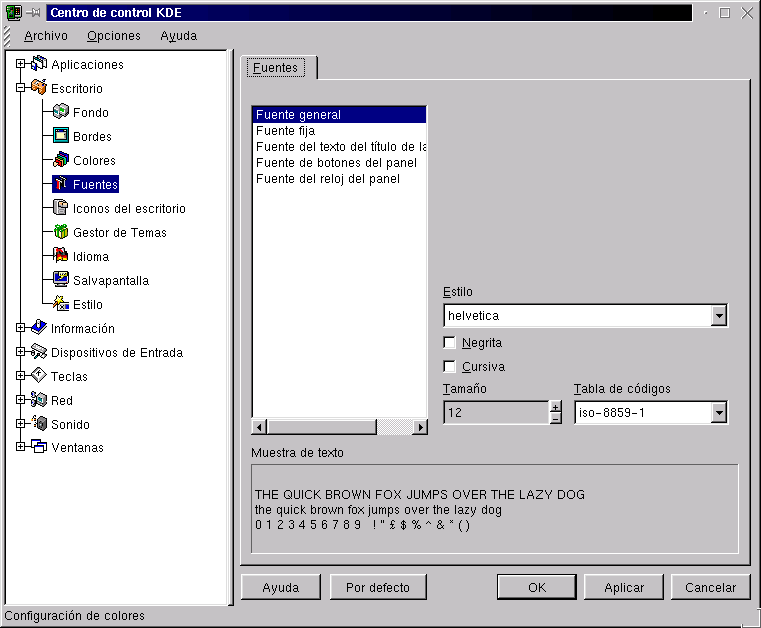 Centro de control KDE
Archivo Opciones Ayuda
Aplicaciones
Escritorio
Fondo
Bordes
Colores
Fuentes
Iconos del escritorio
Gestor de Temas
Idioma
Salvapantalla
Estilo
Información
Dispositivos de Entrada
Teclas
Red
Sonido
Ventanas
Fuentes
Fuente general
Fuente fija
Fuente del texto del título de la
Fuente de botones del panel
Fuente del reloj del panel
Estilo
helvetica
Negrita
Cursiva
Tamaño Tabla de códigos
12 iso-8859-1
Muestra de texto
THE QUICK BROWN FOX JUMPS OVER THE LAZY DOG
the quick brown fox jumps over the lazy dog
0 1 2 3 4 5 6 7 8 9 ! " £ $ % ^ & * ( )
Ayuda Por defecto OK Aplicar Cancelar
Configuración de colores